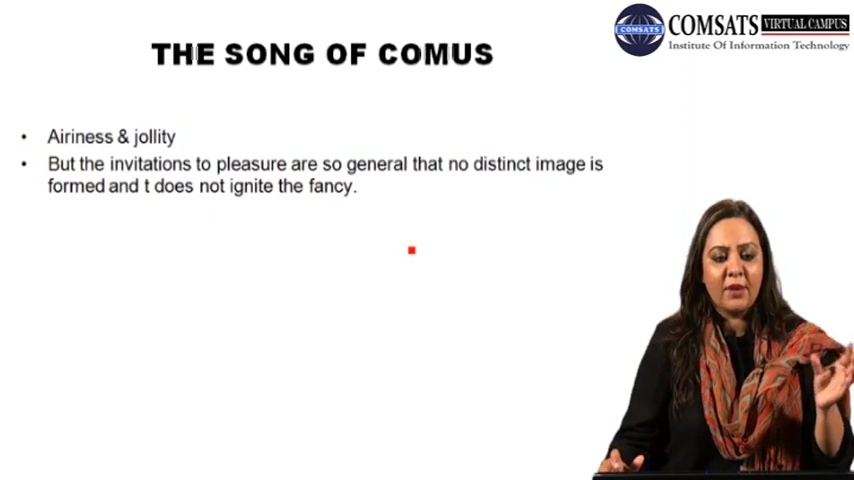 COMSATS VIRTUAL CAMPUS
COMSATS
Institute Of Information Technology
THE SONG OF COMUS
• Airiness & jollity
• But the invitations to pleasure are so general that no distinct image is
formed and t does not ignite the fancy.